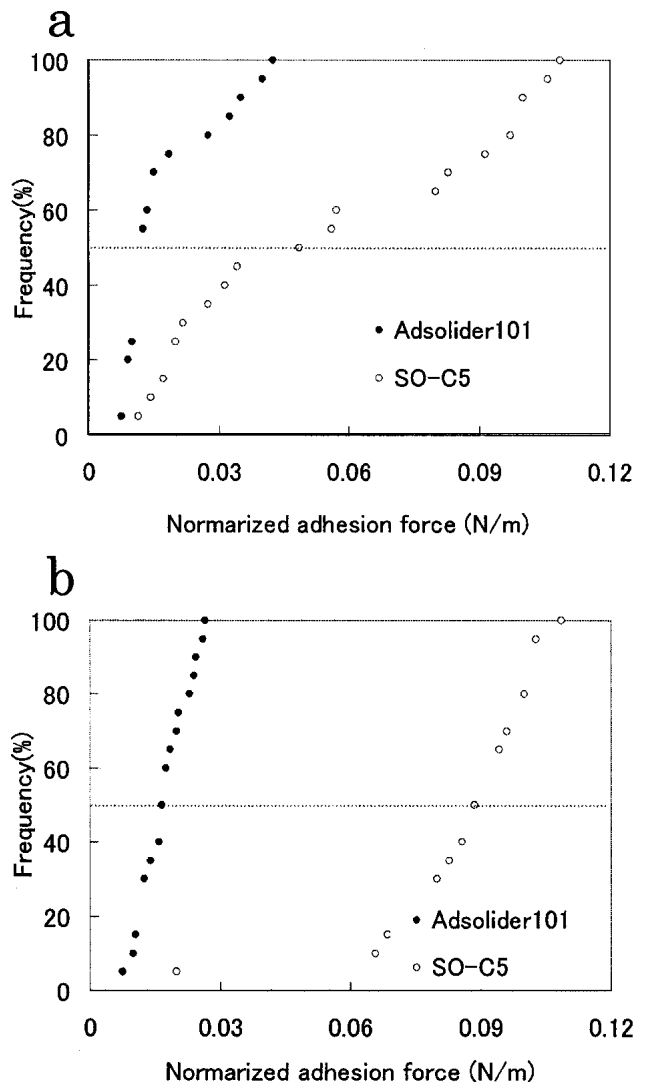 a
100
80
60
40
20
0
Frequency(%)
Adsolider101
SO-C5
0 0.03 0.06 0.09 0.12
Normarized adhesion force (N/m)
b
100
80
60
40
20
0
Frequency(%)
Adsolider101
SO-C5
0 0.03 0.06 0.09 0.12
Normarized adhesion force (N/m)